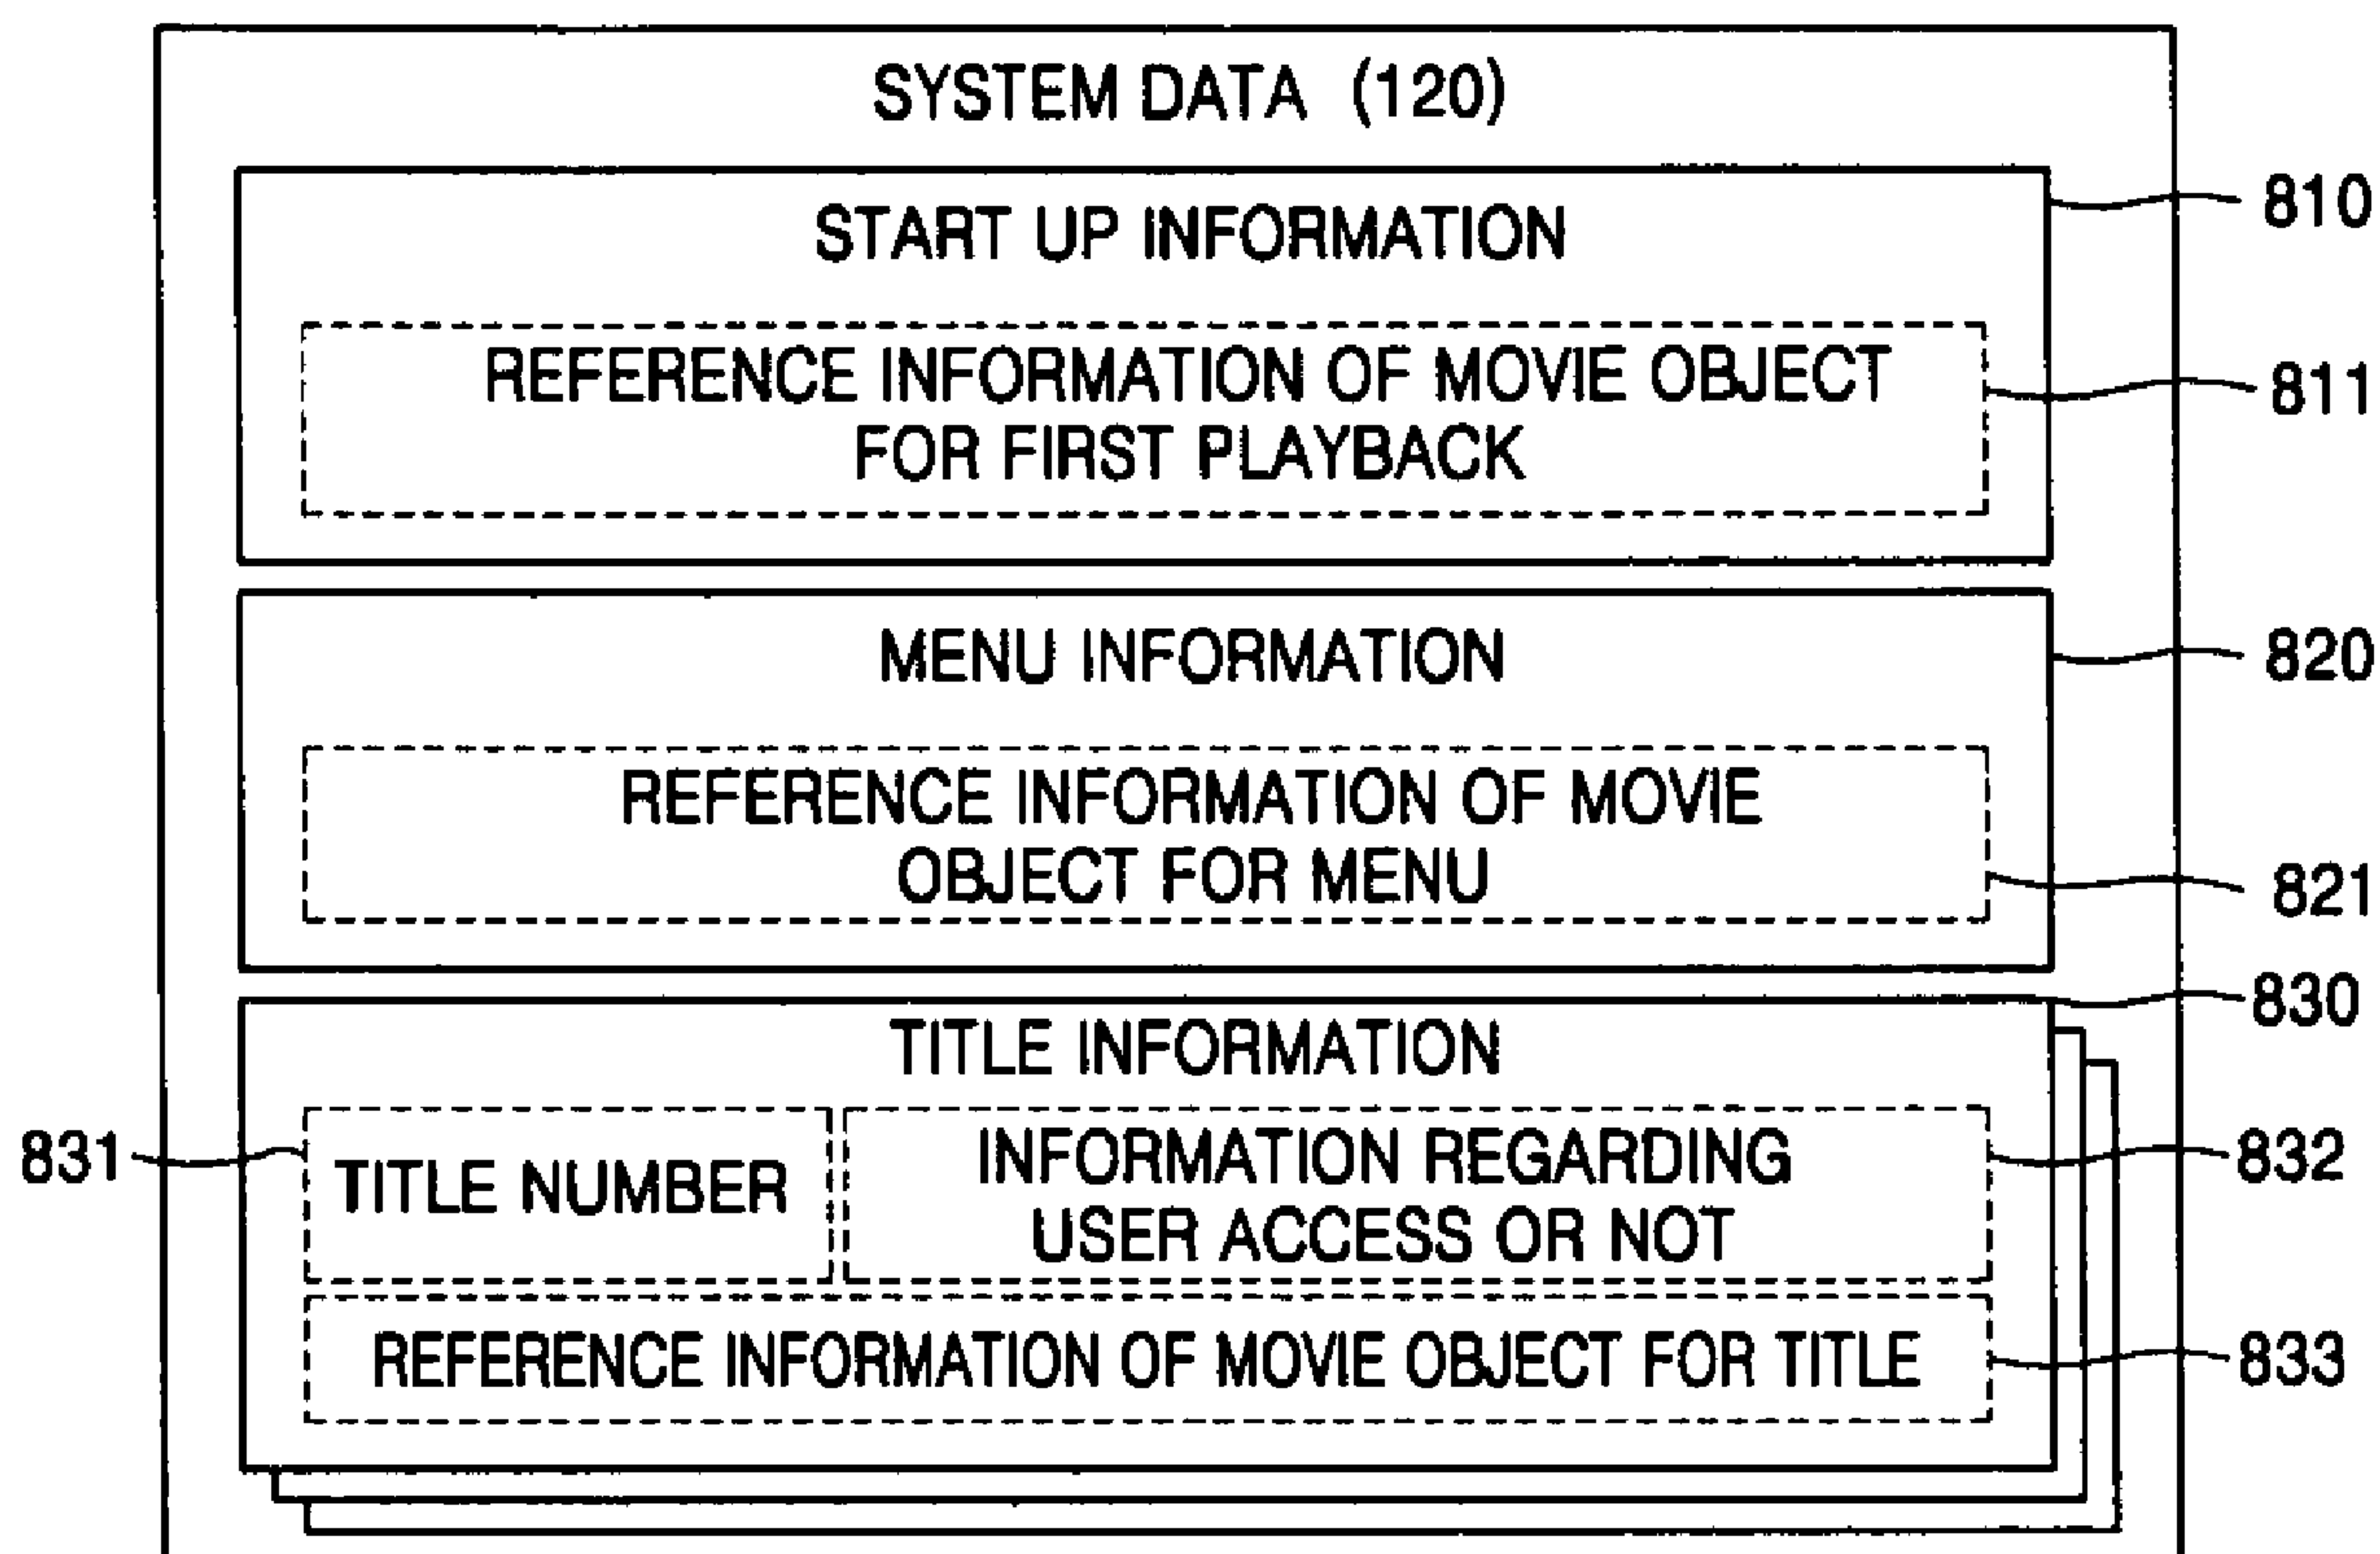 SYSTEM DATA (120)
START UP INFORMATION
810
REFERENCE INFORMATION OF MOVIE OBJECT
FOR FIRST PLAYBACK
811
MENU INFORMATION
820
REFERENCE INFORMATION OF MOVIE
OBJECT FOR MENU
821
830
TITLE INFORMATION
831
TITLE NUMBER
INFORMATION REGARDING
USER ACCESS OR NOT
832
REFERENCE INFORMATION OF MOVIE OBJECT FOR TITLE
833